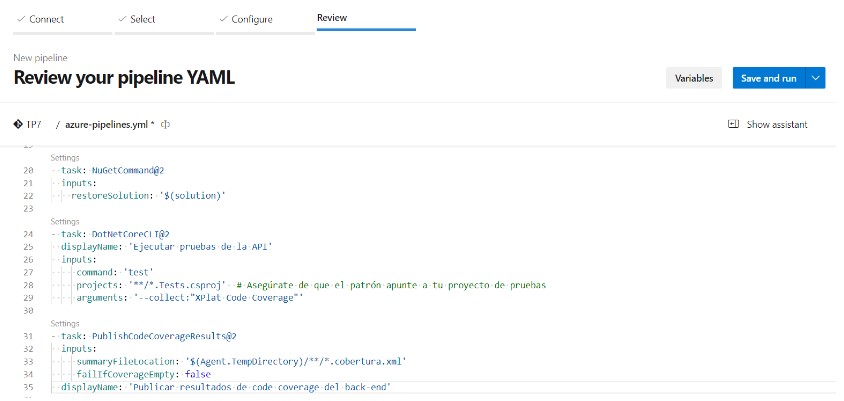 Connect
Select
Configure
Review
New pipeline
Review your pipeline YAML
Variables
Save and run
TP7 / azure-pipelines.yml *
Show assistant
Settings
20 - task: NuGetCommand@2
21 inputs:
22 restoreSolution: '$(solution)'
23
Settings
24 - task: DotNetCoreCLI@2
25 displayName: 'Ejecutar pruebas de la API'
26 inputs:
27 command: 'test'
28 projects: '**/*.Tests.csproj' # Asegúrate de que el patrón apunte a tu proyecto de pruebas
29 arguments: '--collect:"XPlat Code Coverage"'
30
Settings
31 - task: PublishCodeCoverageResults@2
32 inputs:
33 summaryFileLocation: '$(Agent.TempDirectory)/**/*.cobertura.xml'
34 failIfCoverageEmpty: false
35 displayName: 'Publicar resultados de code coverage del back-end'